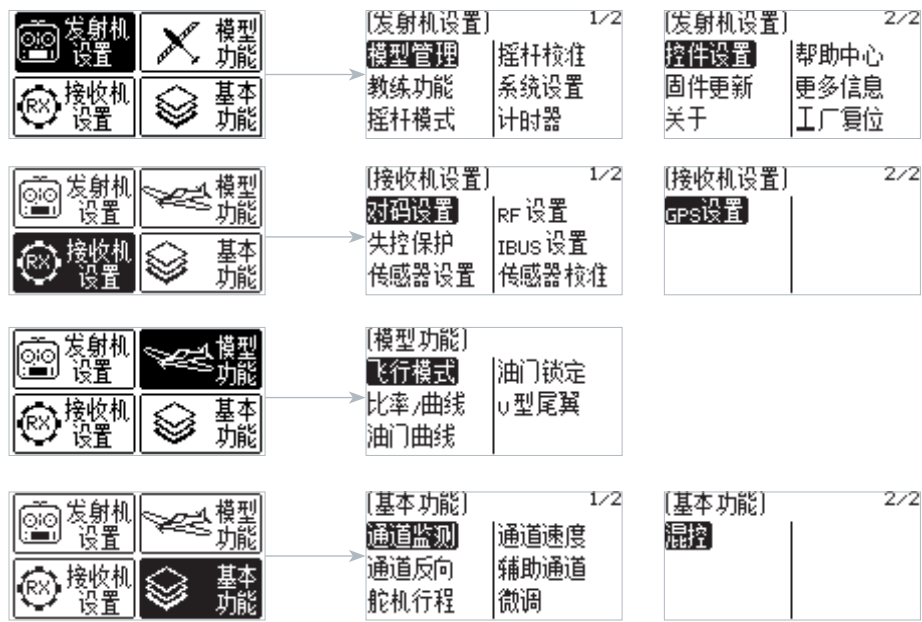 发射机设置
模型功能
RX 接收机设置
基本功能
[发射机设置] 1/2
模型管理 摇杆校准
教练功能 系统设置
摇杆模式 计时器
[发射机设置] 2/2
控件设置 帮助中心
固件更新 更多信息
关于 工厂复位
发射机设置
模型功能
RX 接收机设置
基本功能
[接收机设置] 1/2
对码设置 RF 设置
失控保护 IBUS 设置
传感器设置 传感器校准
[接收机设置] 2/2
GPS设置
发射机设置
模型功能
RX 接收机设置
基本功能
[模型功能]
飞行模式 油门锁定
比率/曲线 V型尾翼
油门曲线
发射机设置
模型功能
RX 接收机设置
基本功能
[基本功能] 1/2
通道监测 通道速度
通道反向 辅助通道
舵机行程 微调
[基本功能] 2/2
混控